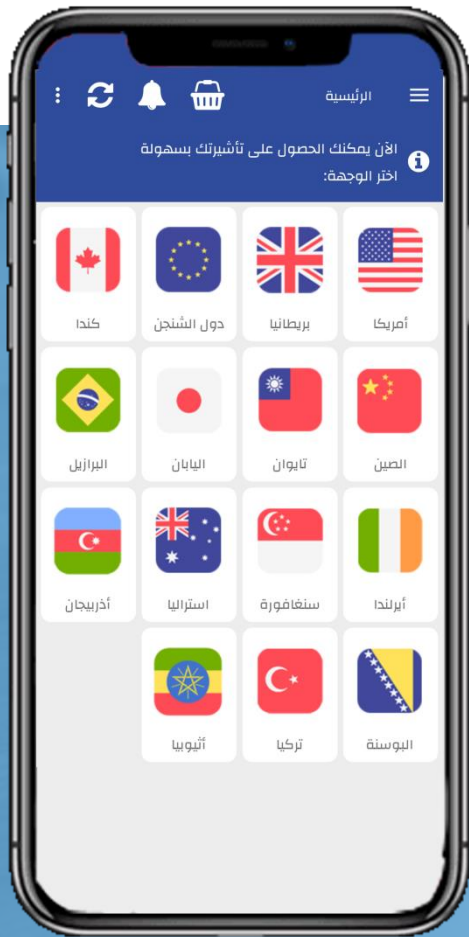 الرئيسية
الآن يمكنك الحصول على تأشيرتك بسهولة
اختر الوجهة:
أمريكا
بريطانيا
دول الشنجن
كندا
الصين
تايوان
اليابان
البرازيل
أيرلندا
سنغافورة
استراليا
أذربيجان
البوسنة
تركيا
أثيوبيا